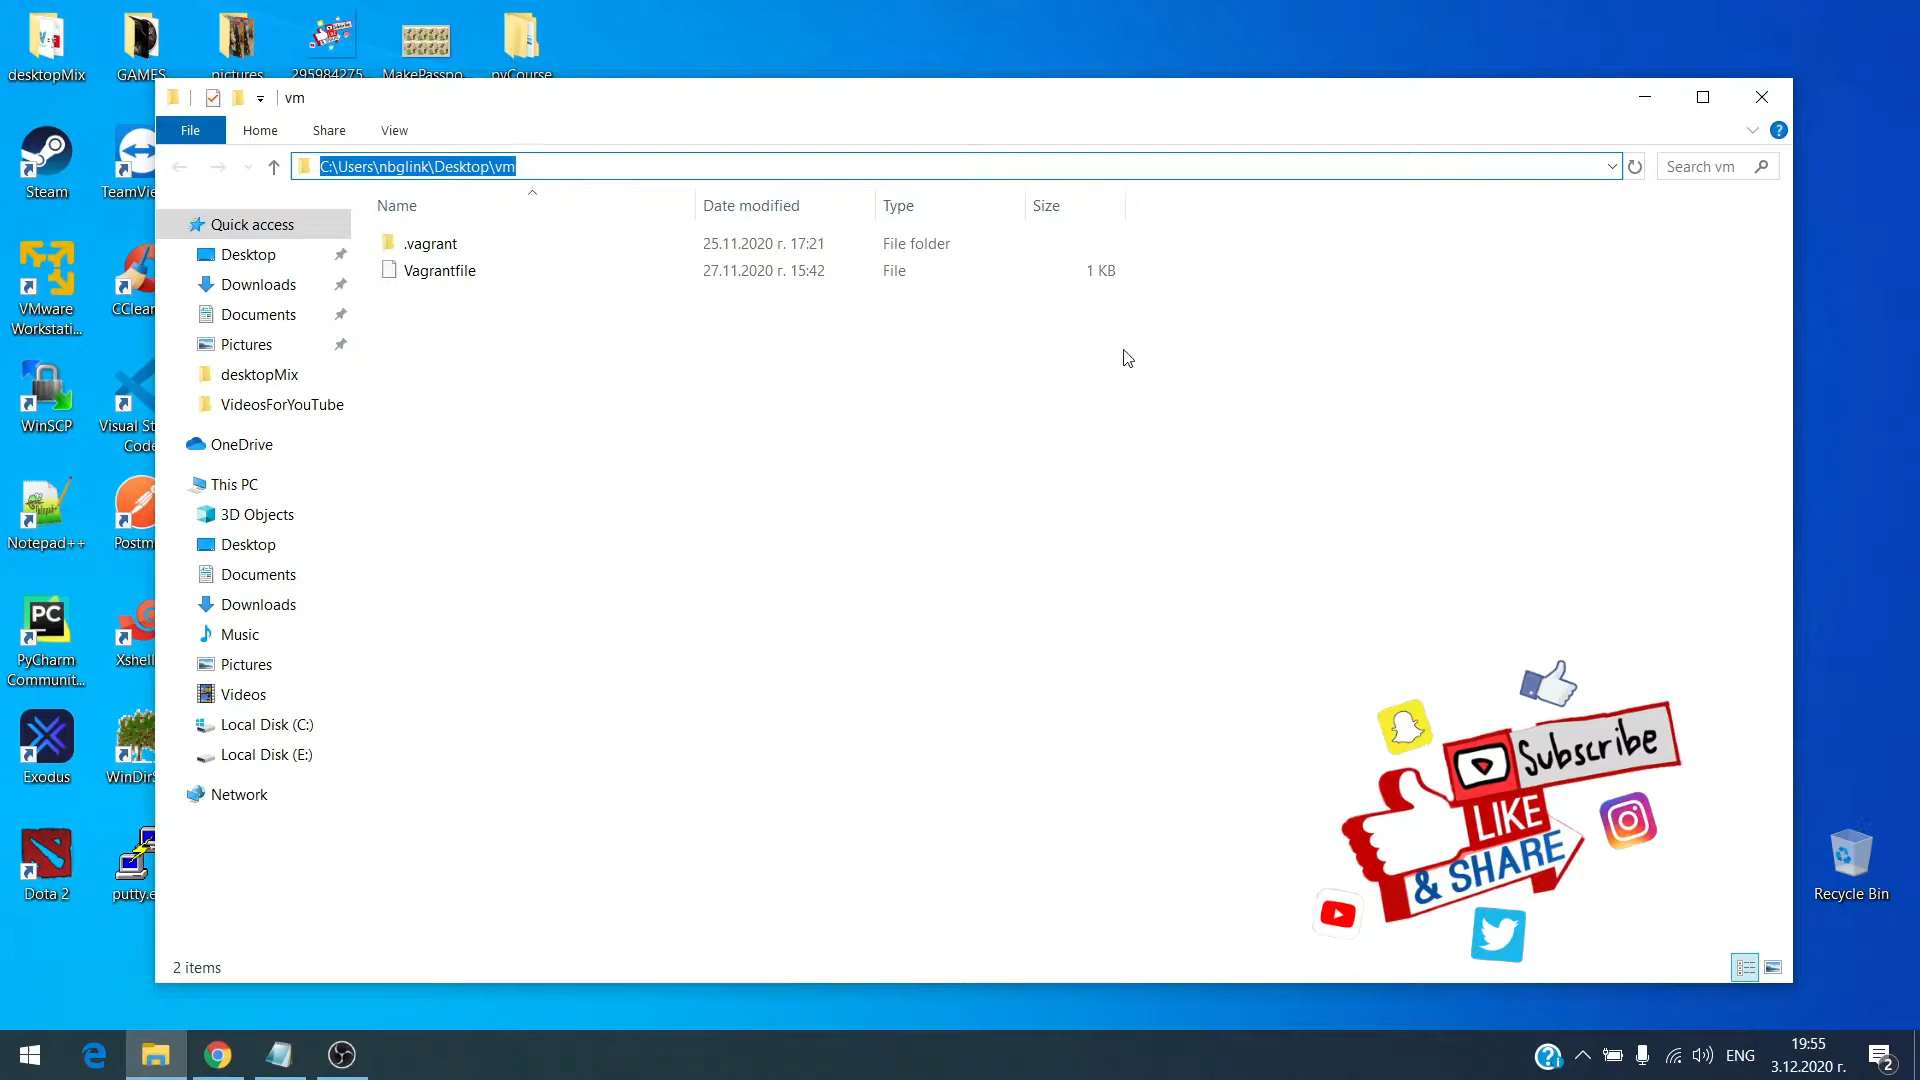 desktopMix
GAMES
pictures
295984275...
MakePasspo...
pyCourse
vm
File
Home
Share
View
C:\Users\nbglink\Desktop\vm
Search vm
Name
Date modified
Type
Size
.vagrant
25.11.2020 г. 17:21
File folder
Vagrantfile
27.11.2020 г. 15:42
File
1 KB
Quick access
Desktop
Downloads
Documents
Pictures
desktopMix
VideosForYouTube
OneDrive
This PC
3D Objects
Desktop
Documents
Downloads
Music
Pictures
Videos
Local Disk (C:)
Local Disk (E:)
Network
2 items
Steam
TeamVie
VMware
Workstati...
CClean
WinSCP
Visual St
Code
Notepad++
Postm
PC
PyCharm
Communit...
Xshell
Exodus
WinDirS
Dota 2
putty.e
Subscribe
LIKE
& SHARE
Recycle Bin
ENG
19:55
3.12.2020 г.
2